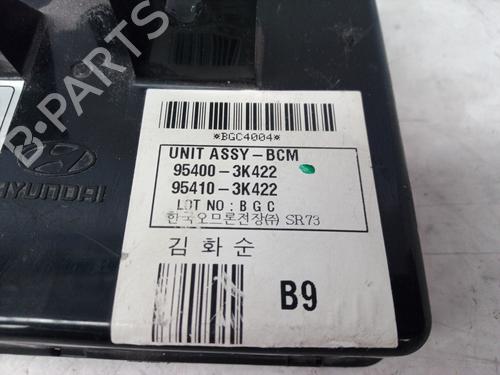 B-PARTS
HYUNDAI
*BGC4004*
UNIT ASSY-BCM
95400-3K422
95410-3K422
LOT NO : B G C
한국오므론전장(주) SR73
김 화 순
B9